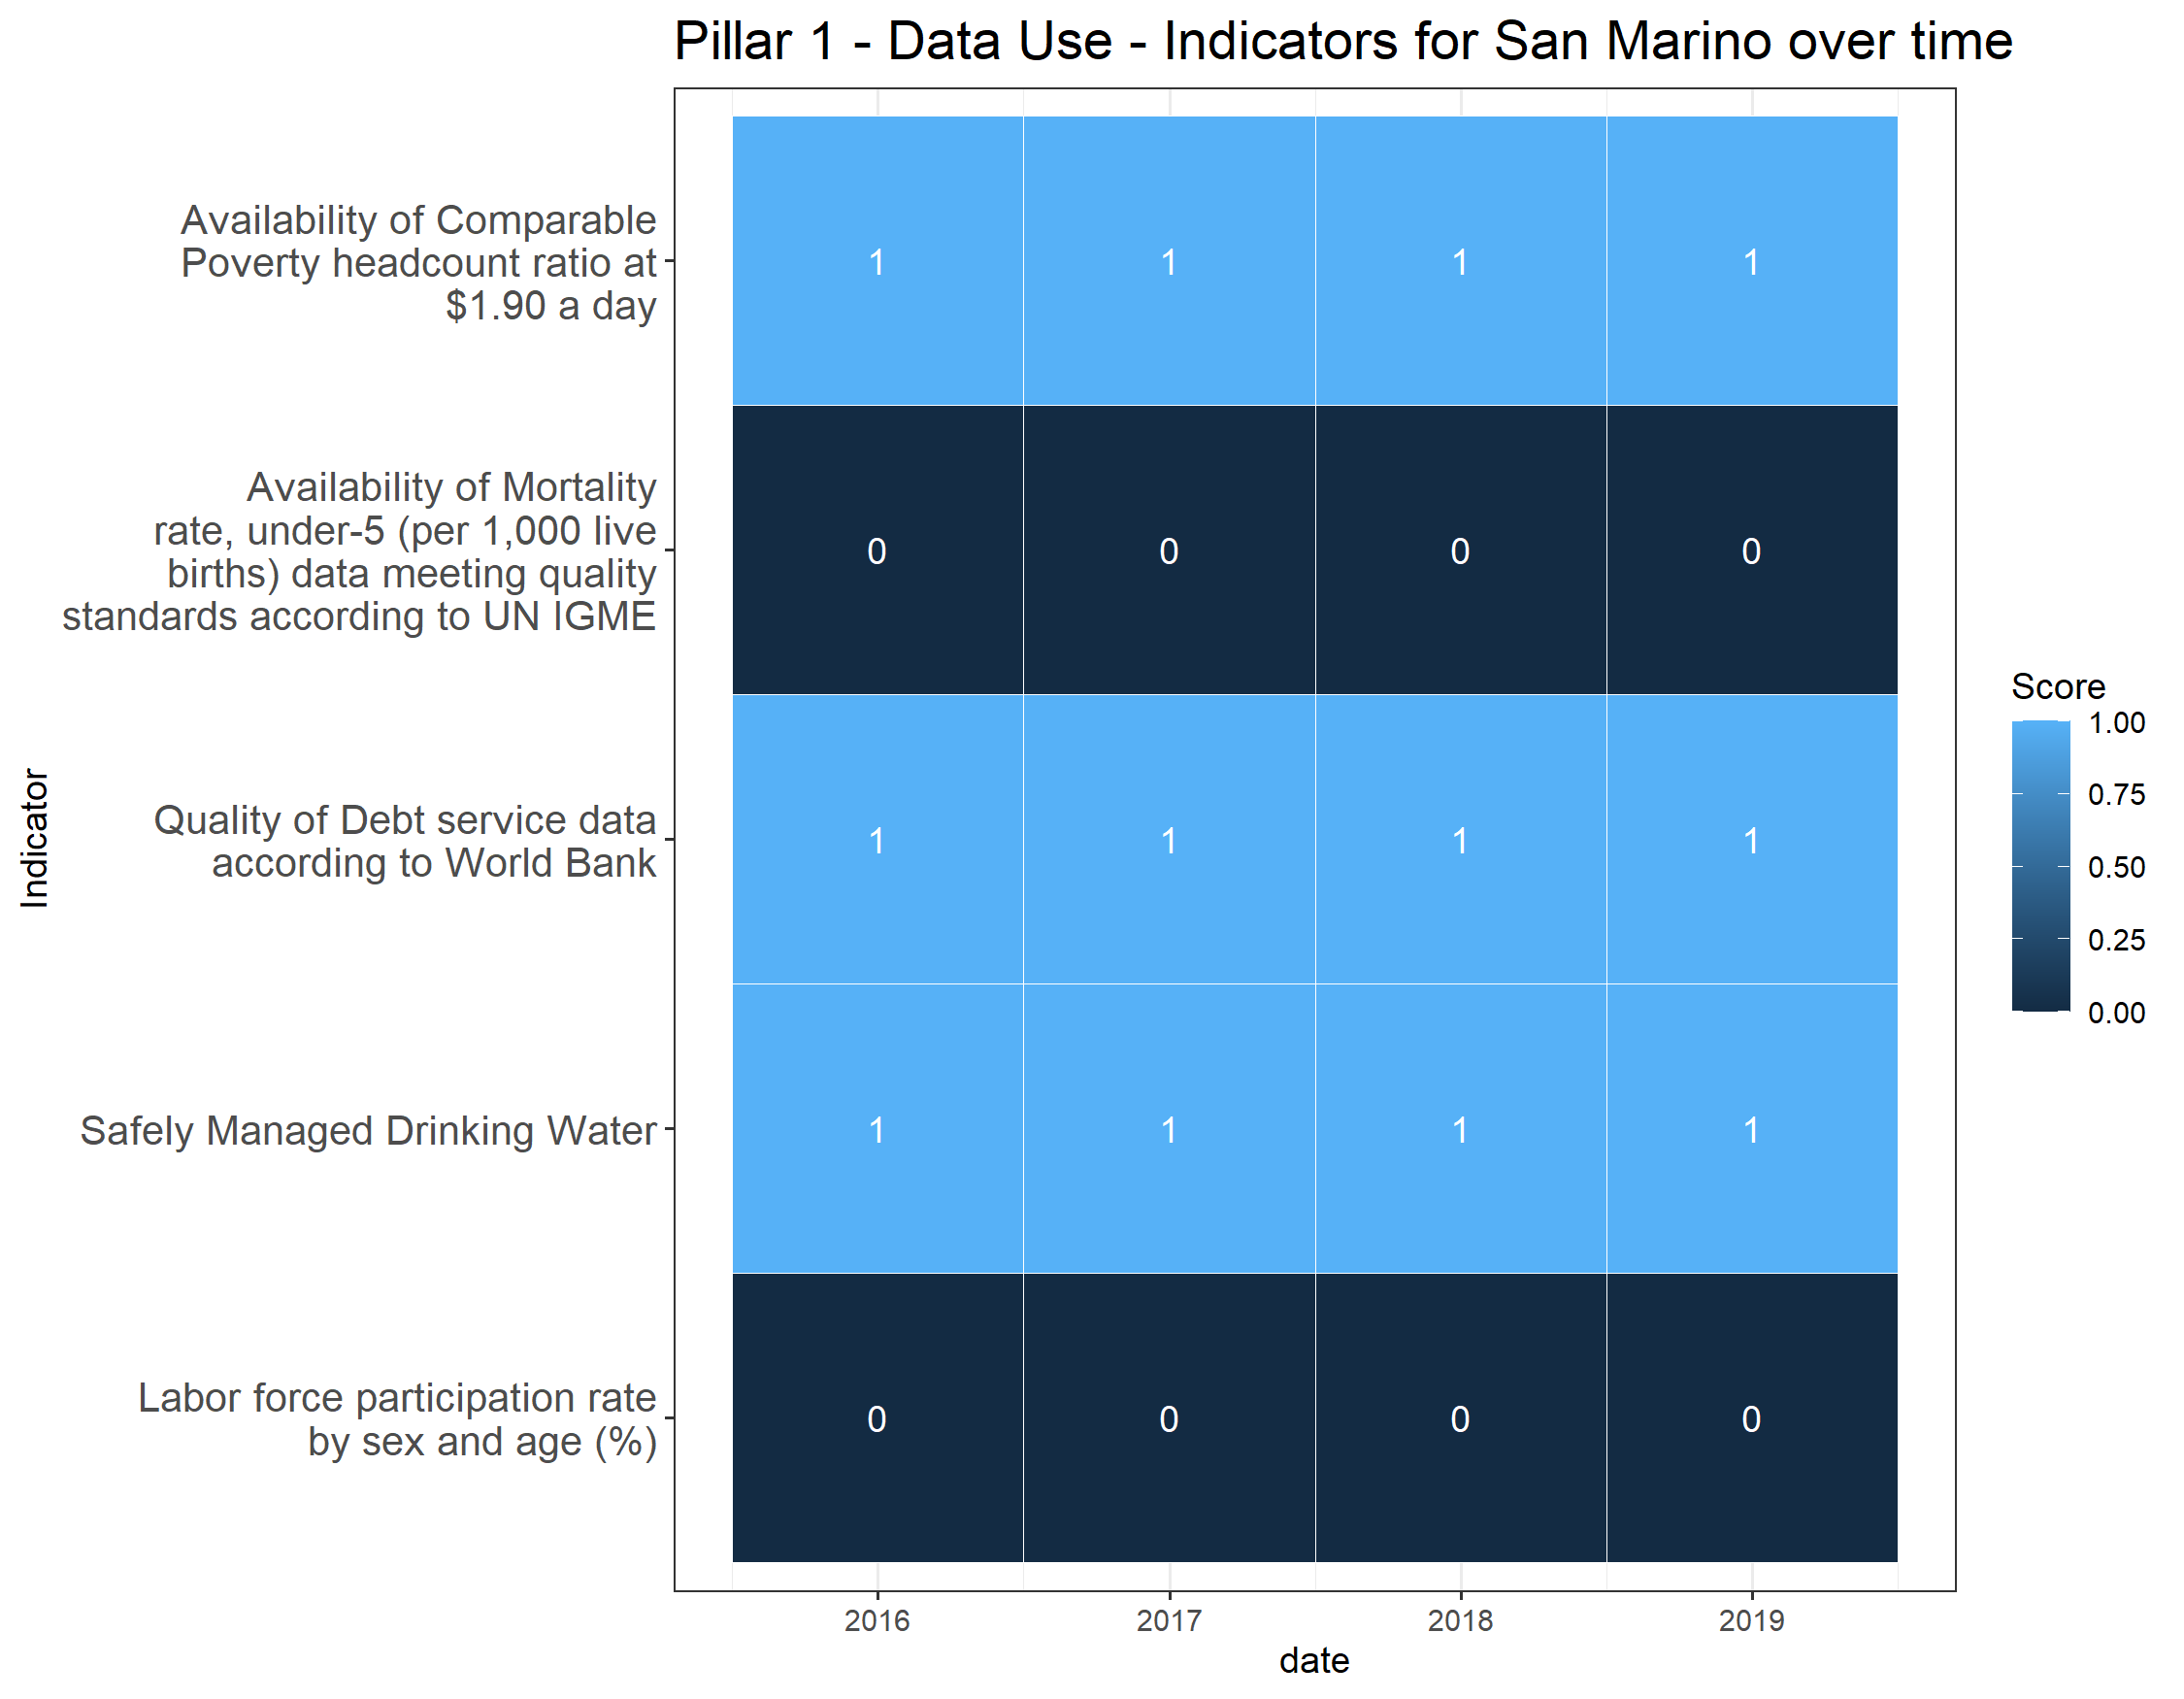 Pillar 1 - Data Use - Indicators for San Marino over time
Indicator
Availability of Comparable
Poverty headcount ratio at
$1.90 a day
1 1 1 1
Availability of Mortality
rate, under-5 (per 1,000 live
births) data meeting quality
standards according to UN IGME
0 0 0 0
Quality of Debt service data
according to World Bank
1 1 1 1
Safely Managed Drinking Water
1 1 1 1
Labor force participation rate
by sex and age (%)
0 0 0 0
2016 2017 2018 2019
date
Score
1.00
0.75
0.50
0.25
0.00